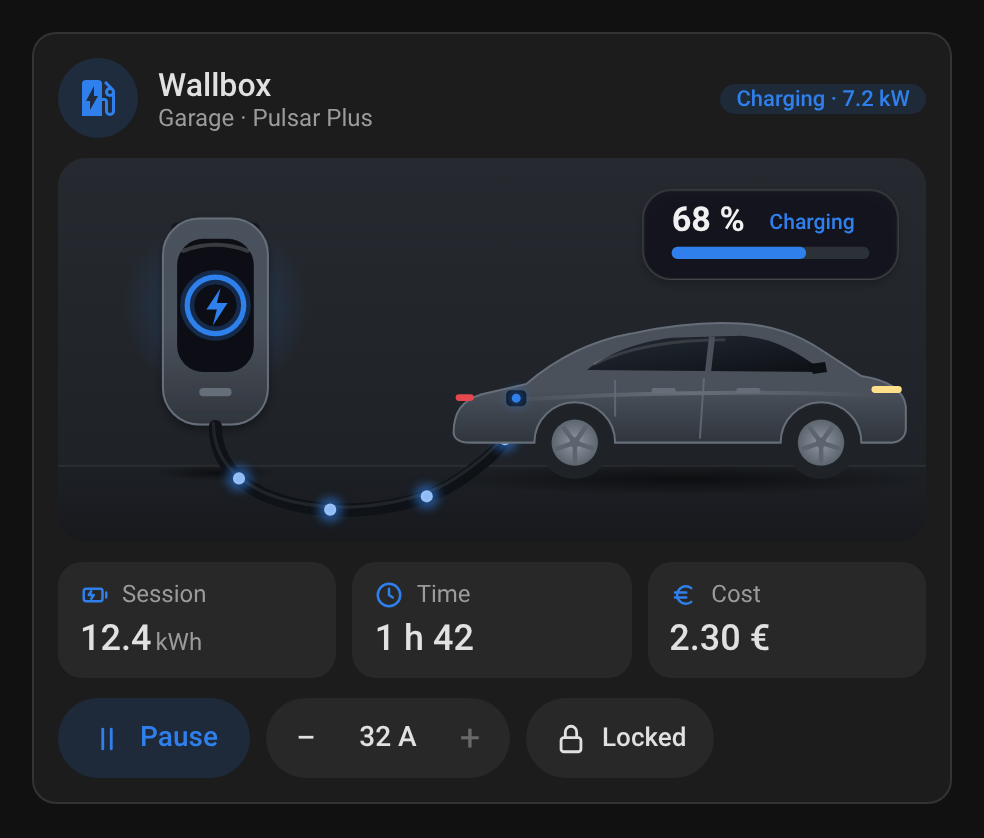 Wallbox
Garage · Pulsar Plus
Charging · 7.2 kW
68 % Charging
Session
12.4 kWh
Time
1 h 42
Cost
2.30 €
Pause
− 32 A +
Locked